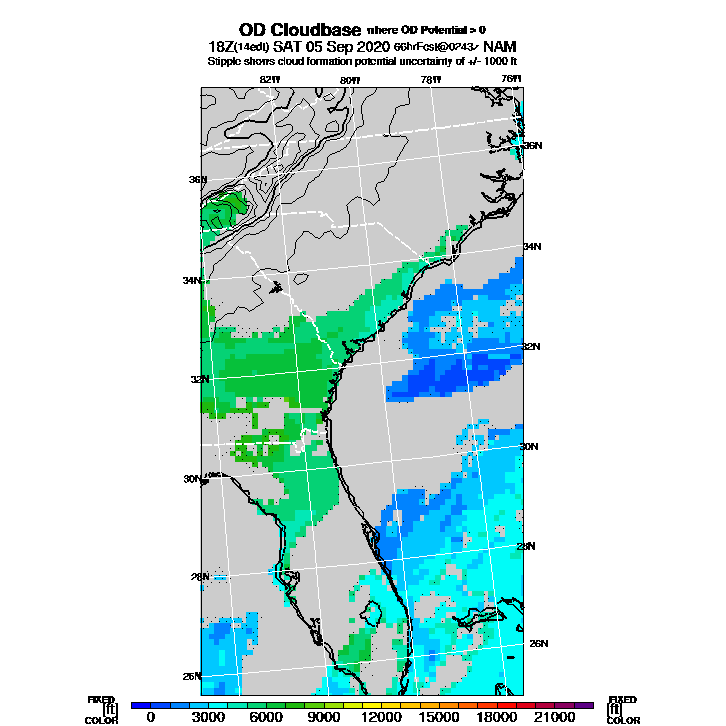 OD Cloudbase where OD Potential > 0
18Z(14edt) SAT 05 Sep 2020 66hrFcst@0243z NAM
Stipple shows cloud formation potential uncertainty of +/- 1000 ft
82W 80W 78W 76W
36N
36N
34N
34N
32N
32N
30N
30N
28N
28N
26N
26N
FIXED FIXED
[ft] [ft]
COLOR 0 3000 6000 9000 12000 15000 18000 21000 COLOR